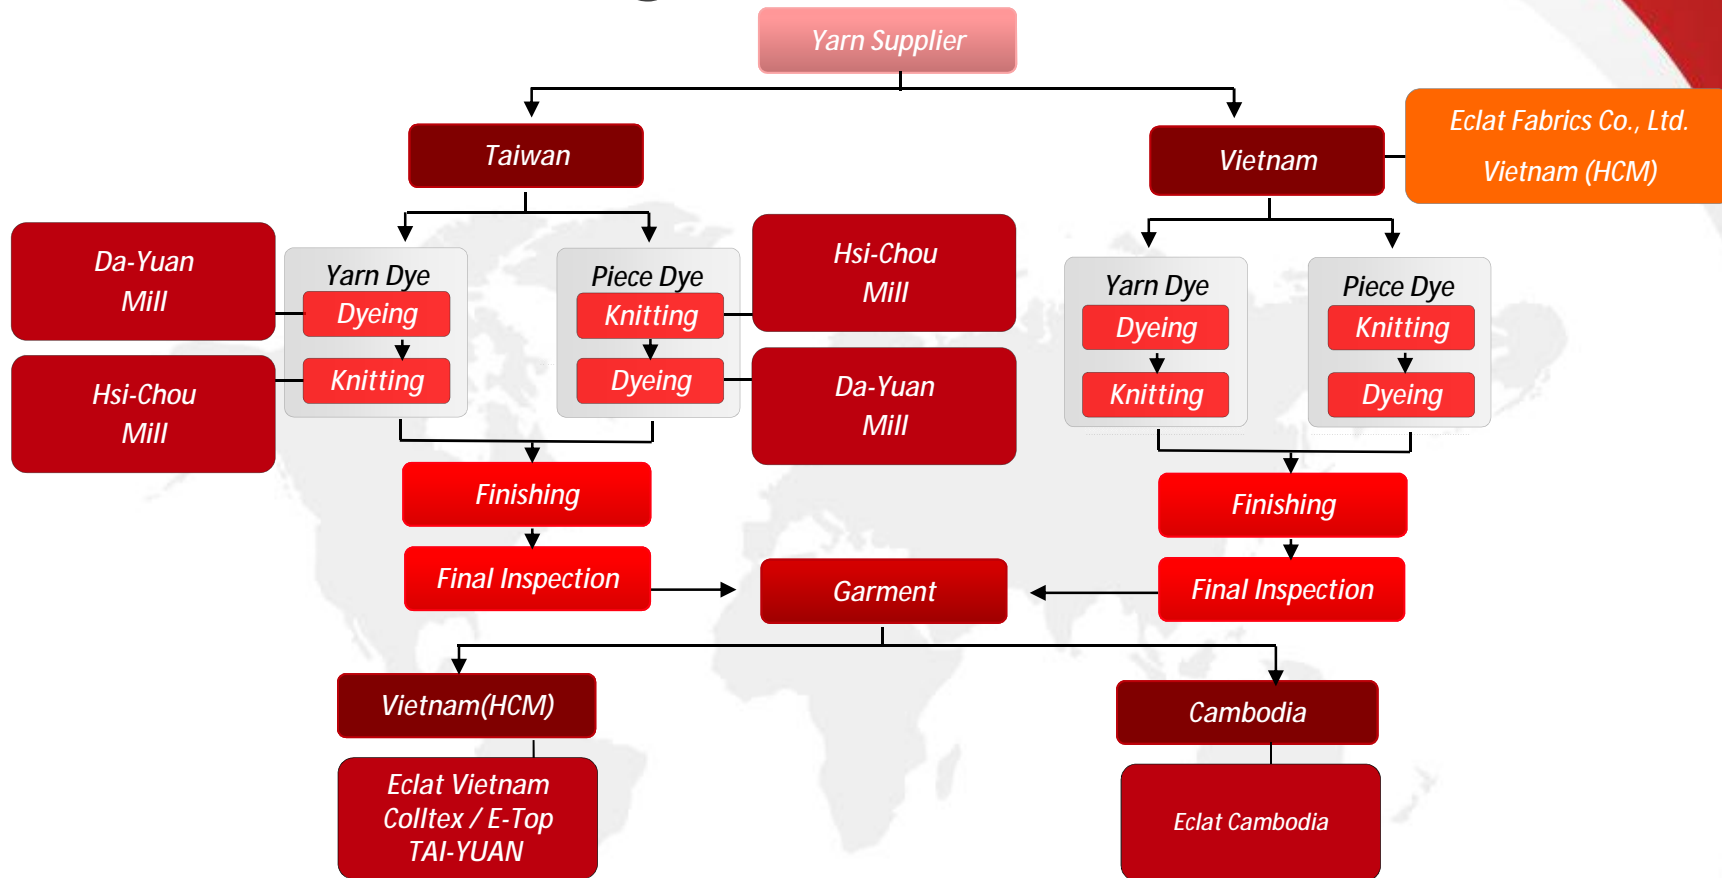 Yarn Supplier
Taiwan
Vietnam
Eclat Fabrics Co., Ltd.
Vietnam (HCM)
Da-Yuan
Mill
Hsi-Chou
Mill
Yarn Dye
Dyeing
Knitting
Piece Dye
Knitting
Dyeing
Hsi-Chou
Mill
Da-Yuan
Mill
Yarn Dye
Dyeing
Knitting
Piece Dye
Knitting
Dyeing
Finishing
Final Inspection
Finishing
Final Inspection
Garment
Vietnam(HCM)
Eclat Vietnam
Colltex / E-Top
TAI-YUAN
Cambodia
Eclat Cambodia